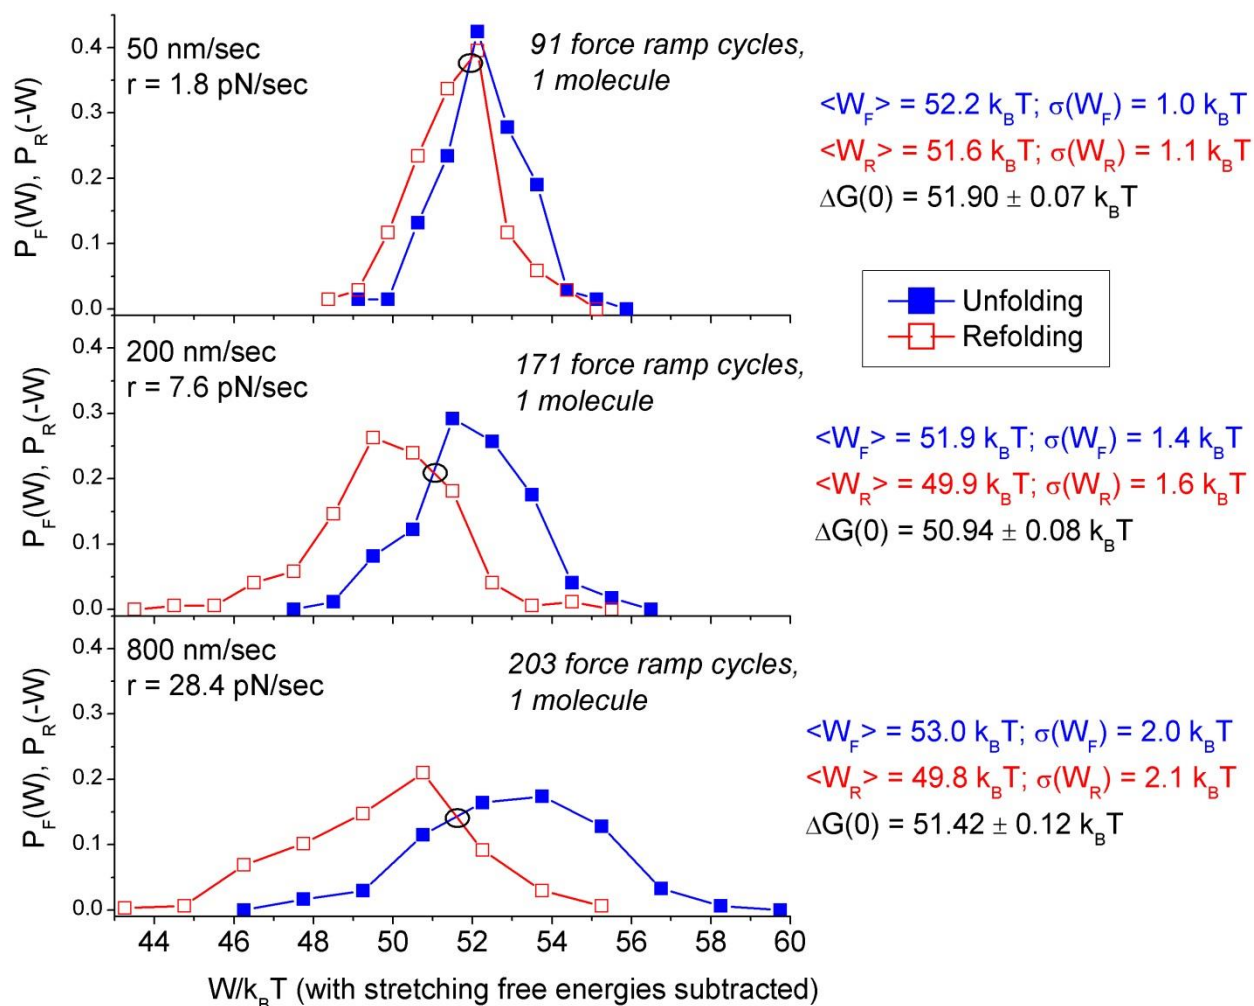 50 nm/sec
r = 1.8 pN/sec
91 force ramp cycles,
1 molecule
P_F(W), P_R(-W)
0.4
0.3
0.2
0.1
0.0
<W_F> = 52.2 k_BT; σ(W_F) = 1.0 k_BT
<W_R> = 51.6 k_BT; σ(W_R) = 1.1 k_BT
ΔG(0) = 51.90 ± 0.07 k_BT
Unfolding
Refolding
200 nm/sec
r = 7.6 pN/sec
171 force ramp cycles,
1 molecule
P_F(W), P_R(-W)
0.4
0.3
0.2
0.1
0.0
<W_F> = 51.9 k_BT; σ(W_F) = 1.4 k_BT
<W_R> = 49.9 k_BT; σ(W_R) = 1.6 k_BT
ΔG(0) = 50.94 ± 0.08 k_BT
800 nm/sec
r = 28.4 pN/sec
203 force ramp cycles,
1 molecule
P_F(W), P_R(-W)
0.4
0.3
0.2
0.1
0.0
<W_F> = 53.0 k_BT; σ(W_F) = 2.0 k_BT
<W_R> = 49.8 k_BT; σ(W_R) = 2.1 k_BT
ΔG(0) = 51.42 ± 0.12 k_BT
44 46 48 50 52 54 56 58 60
W/k_BT (with stretching free energies subtracted)